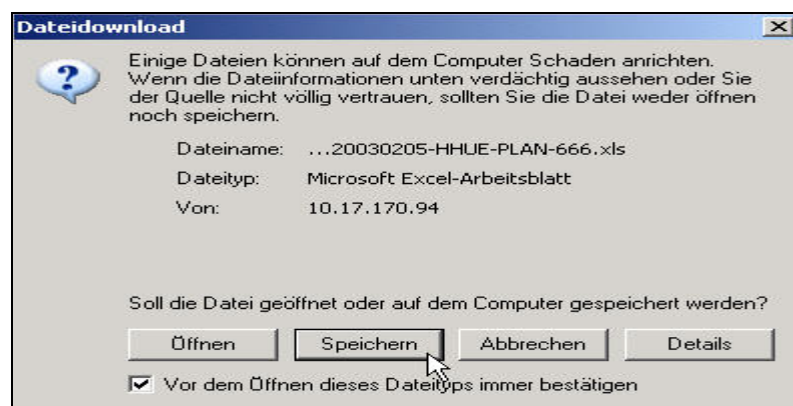 Dateidownload
Einige Dateien können auf dem Computer Schaden anrichten.
Wenn die Dateiinformationen unten verdächtig aussehen oder Sie
der Quelle nicht völlig vertrauen, sollten Sie die Datei weder öffnen
noch speichern.
Dateiname: ...20030205-HHUE-PLAN-666.xls
Dateityp: Microsoft Excel-Arbeitsblatt
Von: 10.17.170.94
Soll die Datei geöffnet oder auf dem Computer gespeichert werden?
Öffnen Speichern Abbrechen Details
Vor dem Öffnen dieses Dateityps immer bestätigen